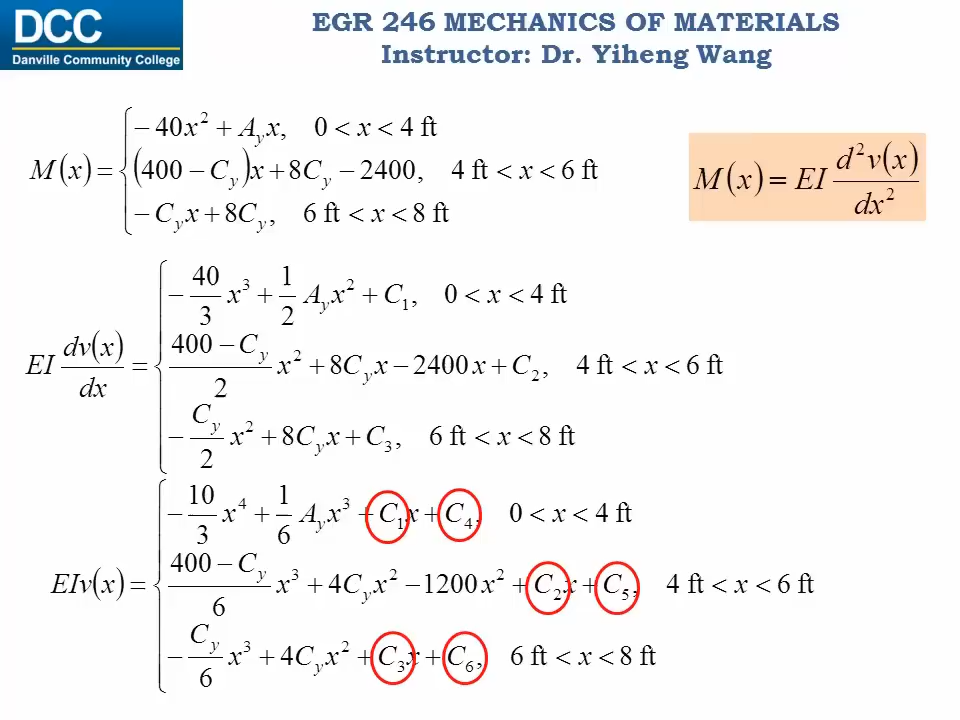 DCC
Danville Community College
EGR 246 MECHANICS OF MATERIALS
Instructor: Dr. Yiheng Wang
M(x) = { −40x² + A_y x, 0 < x < 4 ft
(400 − C_y)x + 8C_y − 2400, 4 ft < x < 6 ft
−C_y x + 8C_y, 6 ft < x < 8 ft
M(x) = EI d²v(x)/dx²
EI dv(x)/dx = { −40/3 x³ + 1/2 A_y x² + C₁, 0 < x < 4 ft
(400 − C_y)/2 x² + 8C_y x − 2400x + C₂, 4 ft < x < 6 ft
−C_y/2 x² + 8C_y x + C₃, 6 ft < x < 8 ft
EIv(x) = { −10/3 x⁴ + 1/6 A_y x³ + C₁x + C₄, 0 < x < 4 ft
(400 − C_y)/6 x³ + 4C_y x² − 1200x² + C₂x + C₅, 4 ft < x < 6 ft
−C_y/6 x³ + 4C_y x² + C₃x + C₆, 6 ft < x < 8 ft